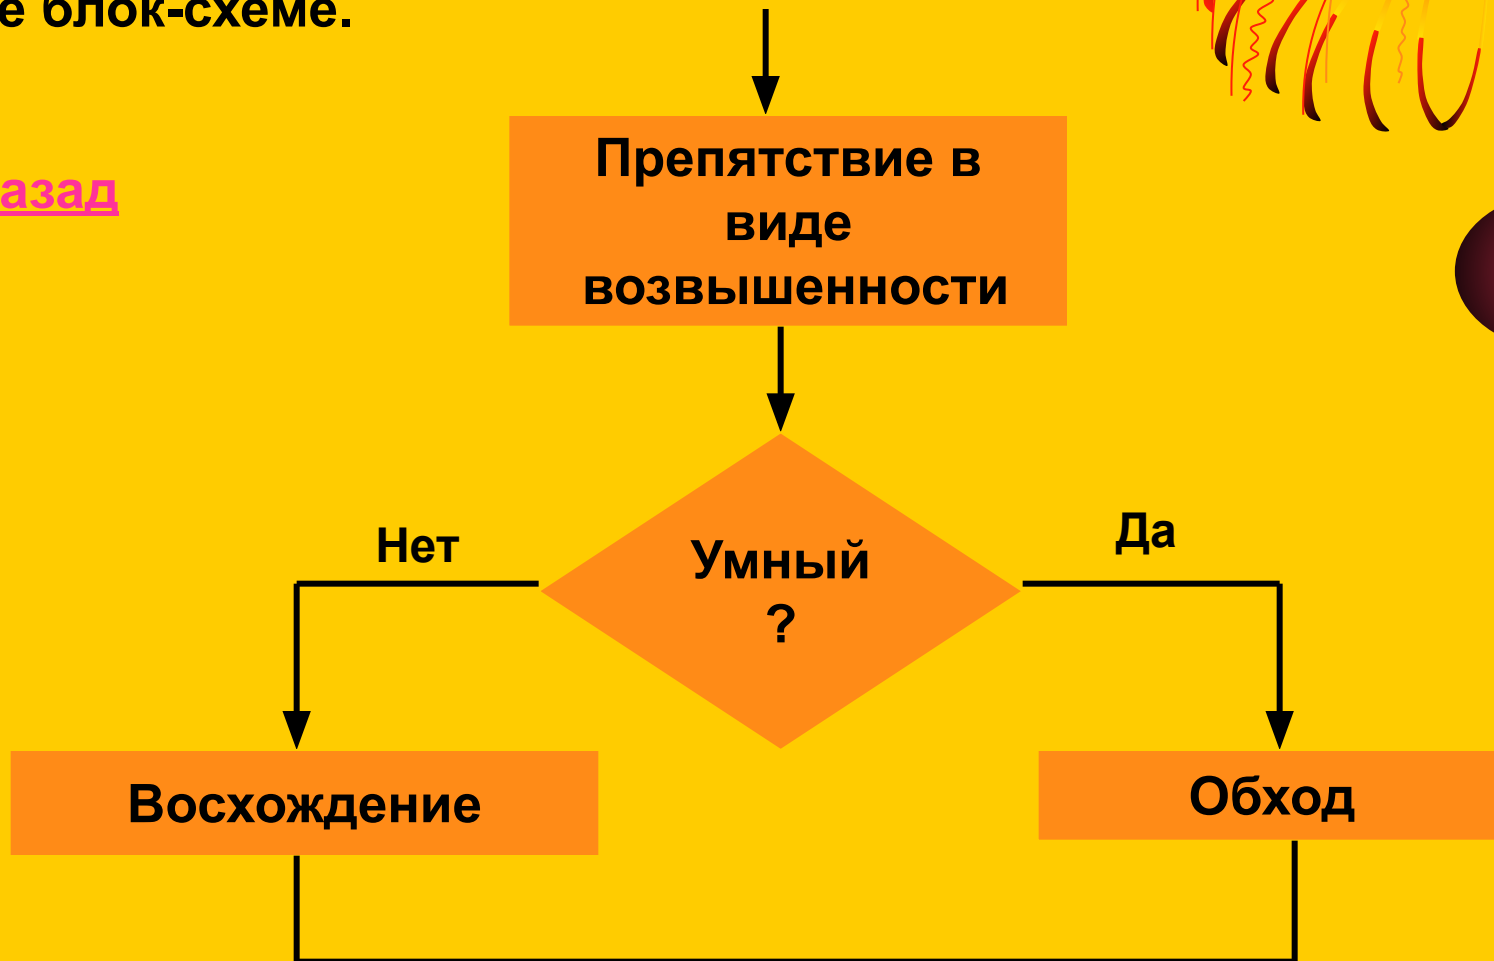 е блок-схеме.
азад
Препятствие в
виде
возвышенности
Нет
Да
Умный
?
Восхождение
Обход